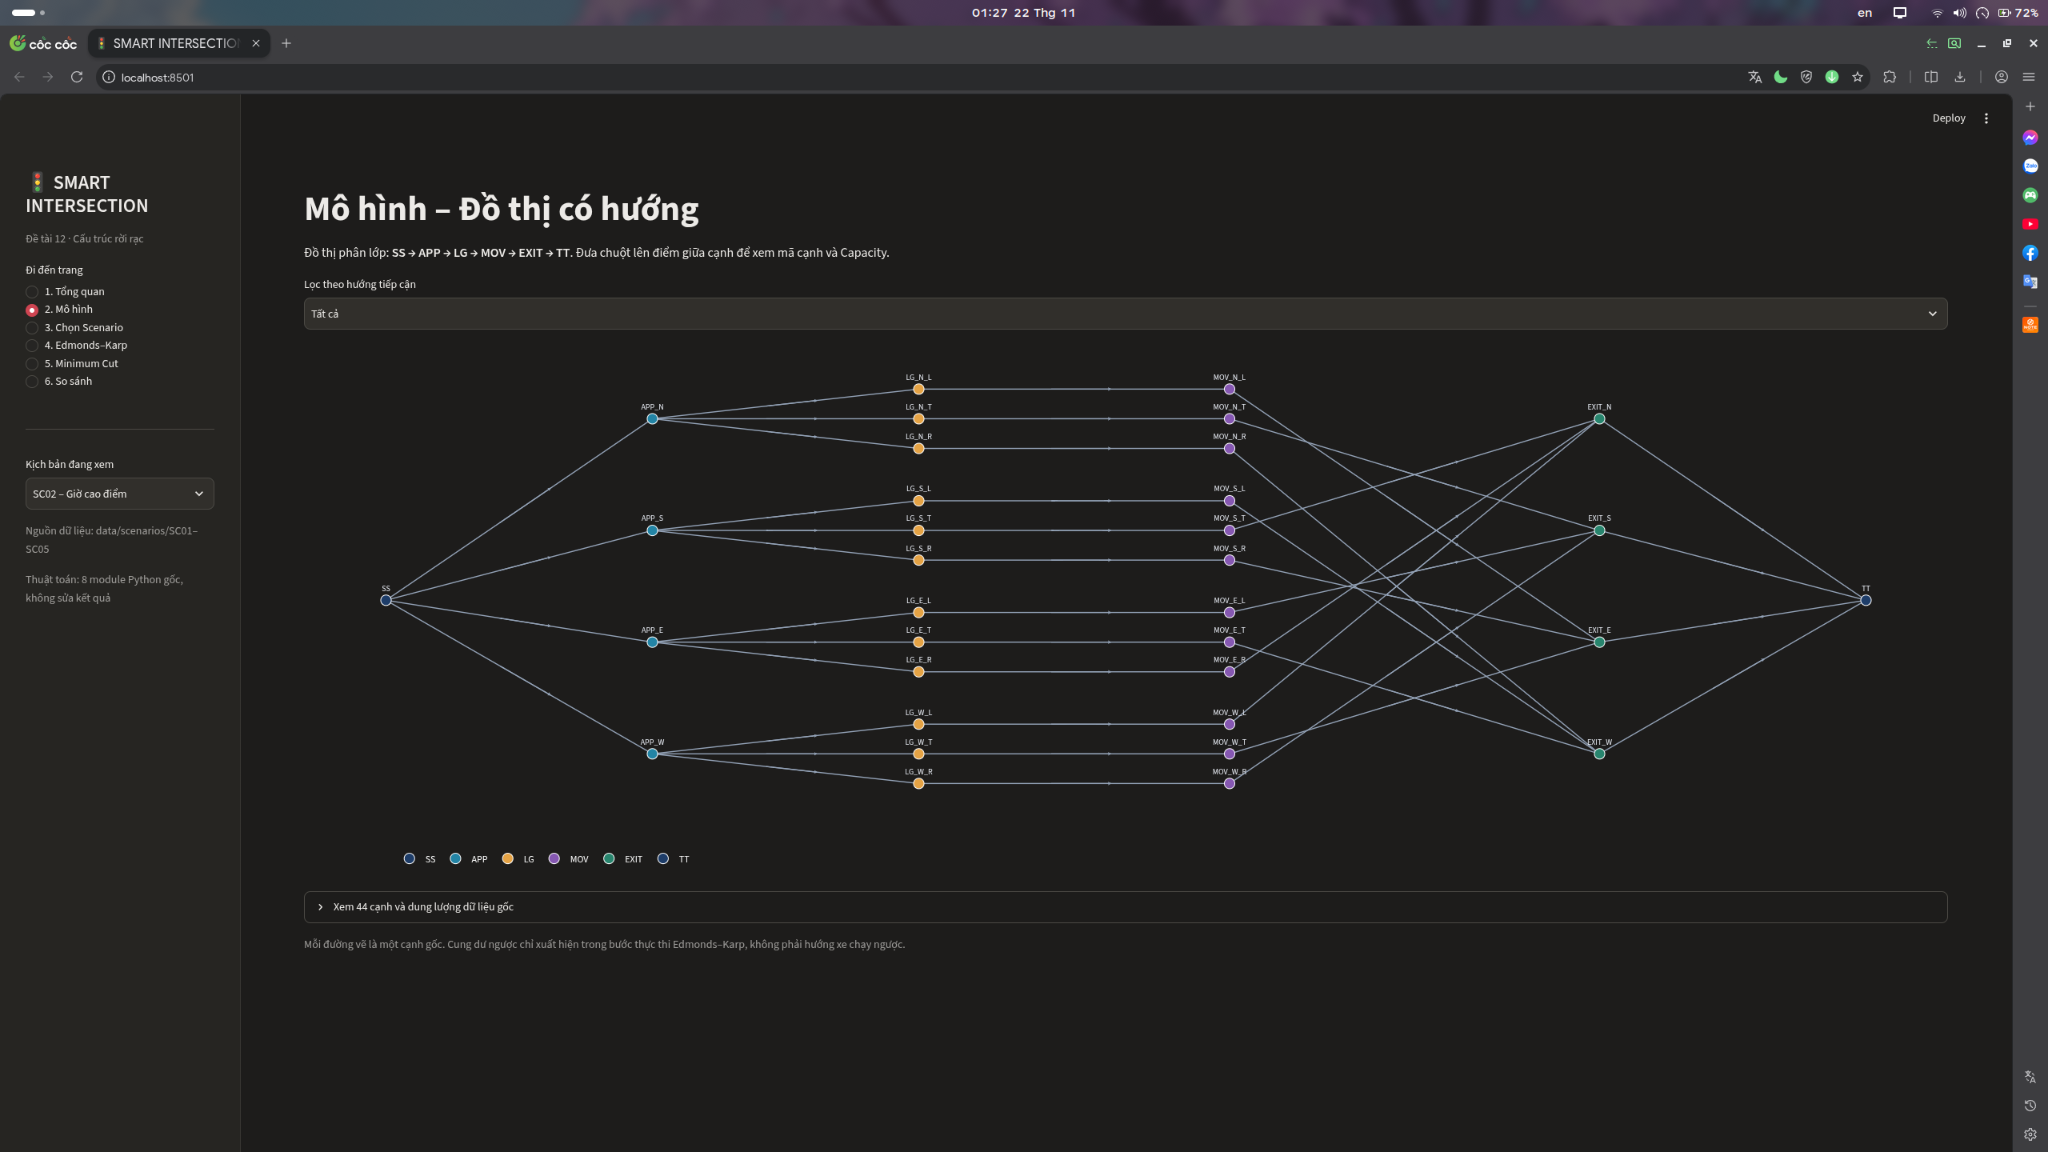 01:27 22 Thg 11
en
72%
cốc cốc
SMART INTERSECTIO
localhost:8501
Deploy
SMART
INTERSECTION
Đề tài 12 · Cấu trúc rời rạc
Đi đến trang
1. Tổng quan
2. Mô hình
3. Chọn Scenario
4. Edmonds–Karp
5. Minimum Cut
6. So sánh
Kịch bản đang xem
SC02 – Giờ cao điểm
Nguồn dữ liệu: data/scenarios/SC01–
SC05
Thuật toán: 8 module Python gốc,
không sửa kết quả
Mô hình – Đồ thị có hướng
Đồ thị phân lớp: SS → APP → LG → MOV → EXIT → TT. Đưa chuột lên điểm giữa cạnh để xem mã cạnh và Capacity.
Lọc theo hướng tiếp cận
Tất cả
LG_N_L MOV_N_L
APP_N LG_N_T MOV_N_T EXIT_N
LG_N_R MOV_N_R
LG_S_L MOV_S_L
APP_S LG_S_T MOV_S_T EXIT_S
LG_S_R MOV_S_R
SS TT
LG_E_L MOV_E_L
APP_E LG_E_T MOV_E_T EXIT_E
LG_E_R MOV_E_R
LG_W_L MOV_W_L
APP_W LG_W_T MOV_W_T EXIT_W
LG_W_R MOV_W_R
SS APP LG MOV EXIT TT
Xem 44 cạnh và dung lượng dữ liệu gốc
Mỗi đường vẽ là một cạnh gốc. Cung dư ngược chỉ xuất hiện trong bước thực thi Edmonds–Karp, không phải hướng xe chạy ngược.